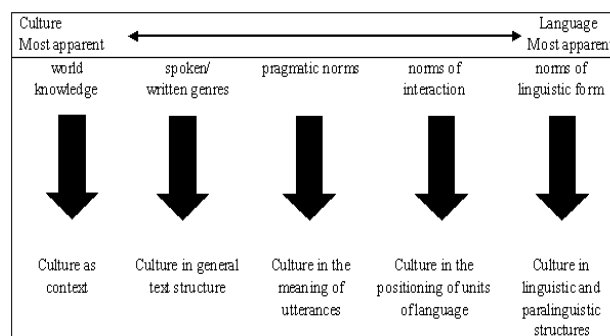 Culture
Most apparent
Language
Most apparent
world
knowledge
spoken/
written genres
pragmatic norms
norms of
interaction
norms of
linguistic form
Culture as
context
Culture in general
text structure
Culture in the
meaning of
utterances
Culture in the
positioning of units
of language
Culture in
linguistic and
paralinguistic
structures